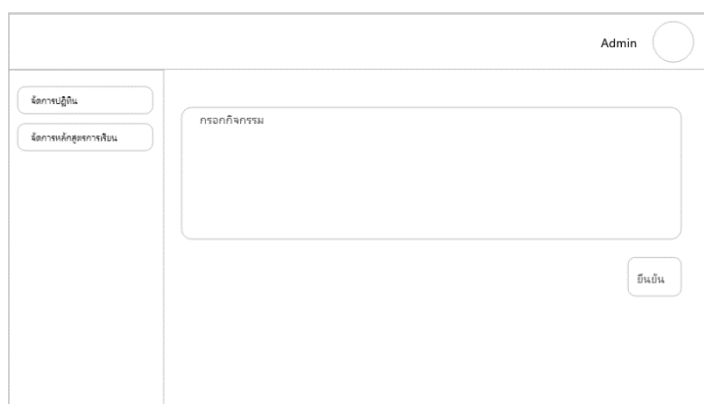 Admin
จัดการปฏิทิน
จัดการหลักสูตรการเรียน
กรอกกิจกรรม
ยืนยัน